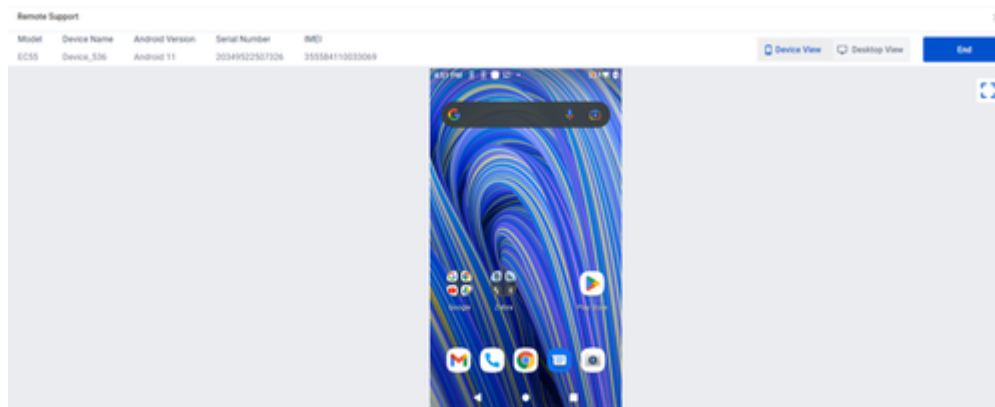 Remote Support
Model Device Name Android Version Serial Number IMEI
EC55 Device_536 Android 11 20349522507326 355584110033069
Device View Desktop View End
G
Google Zebra Play Store